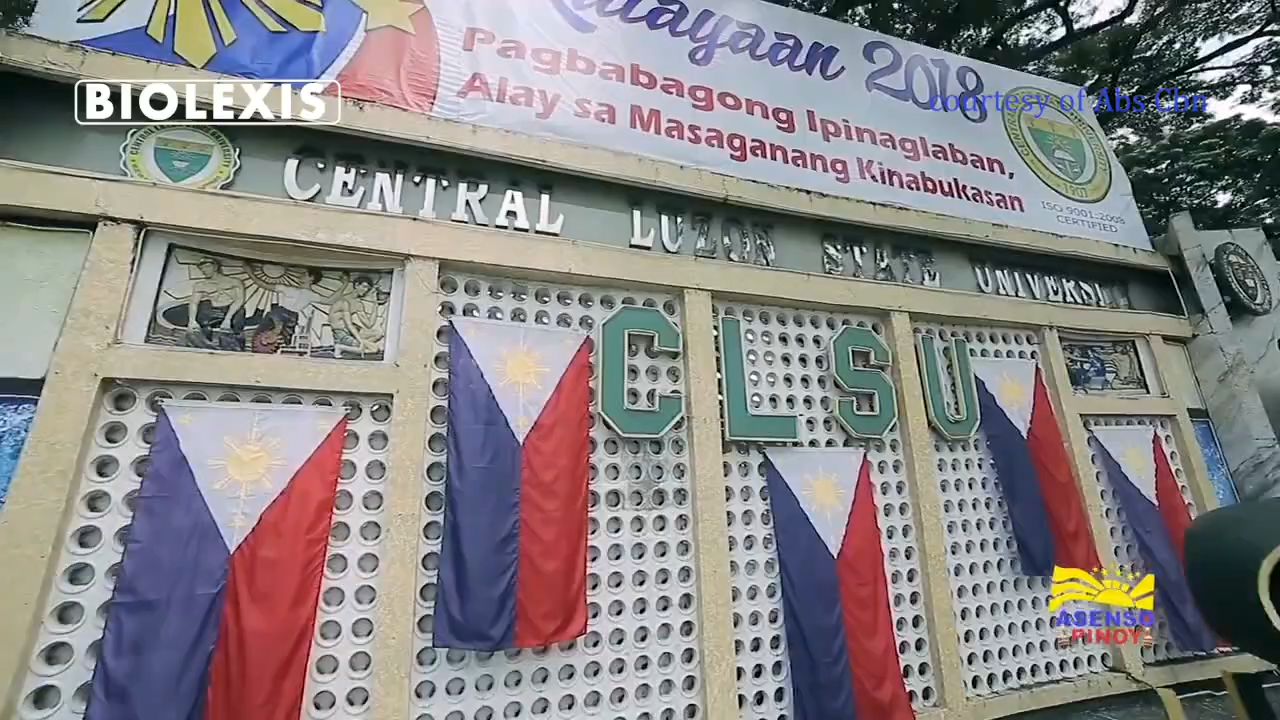 Kalayaan 2018
Pagbabagong Ipinaglaban,
Alay sa Masaganang Kinabukasan
courtesy of Abs Cbn
BIOLEXIS
1907
ISO 9001:2008
CERTIFIED
CENTRAL LUZON STATE UNIVERSITY
CLSU
ASENSO
PINOY